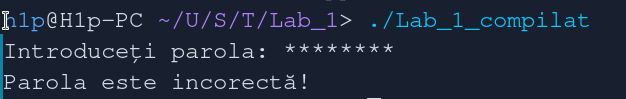 h1p@H1p-PC ~/U/S/T/Lab_1> ./Lab_1_compilat
Introduceți parola: ********
Parola este incorectă!